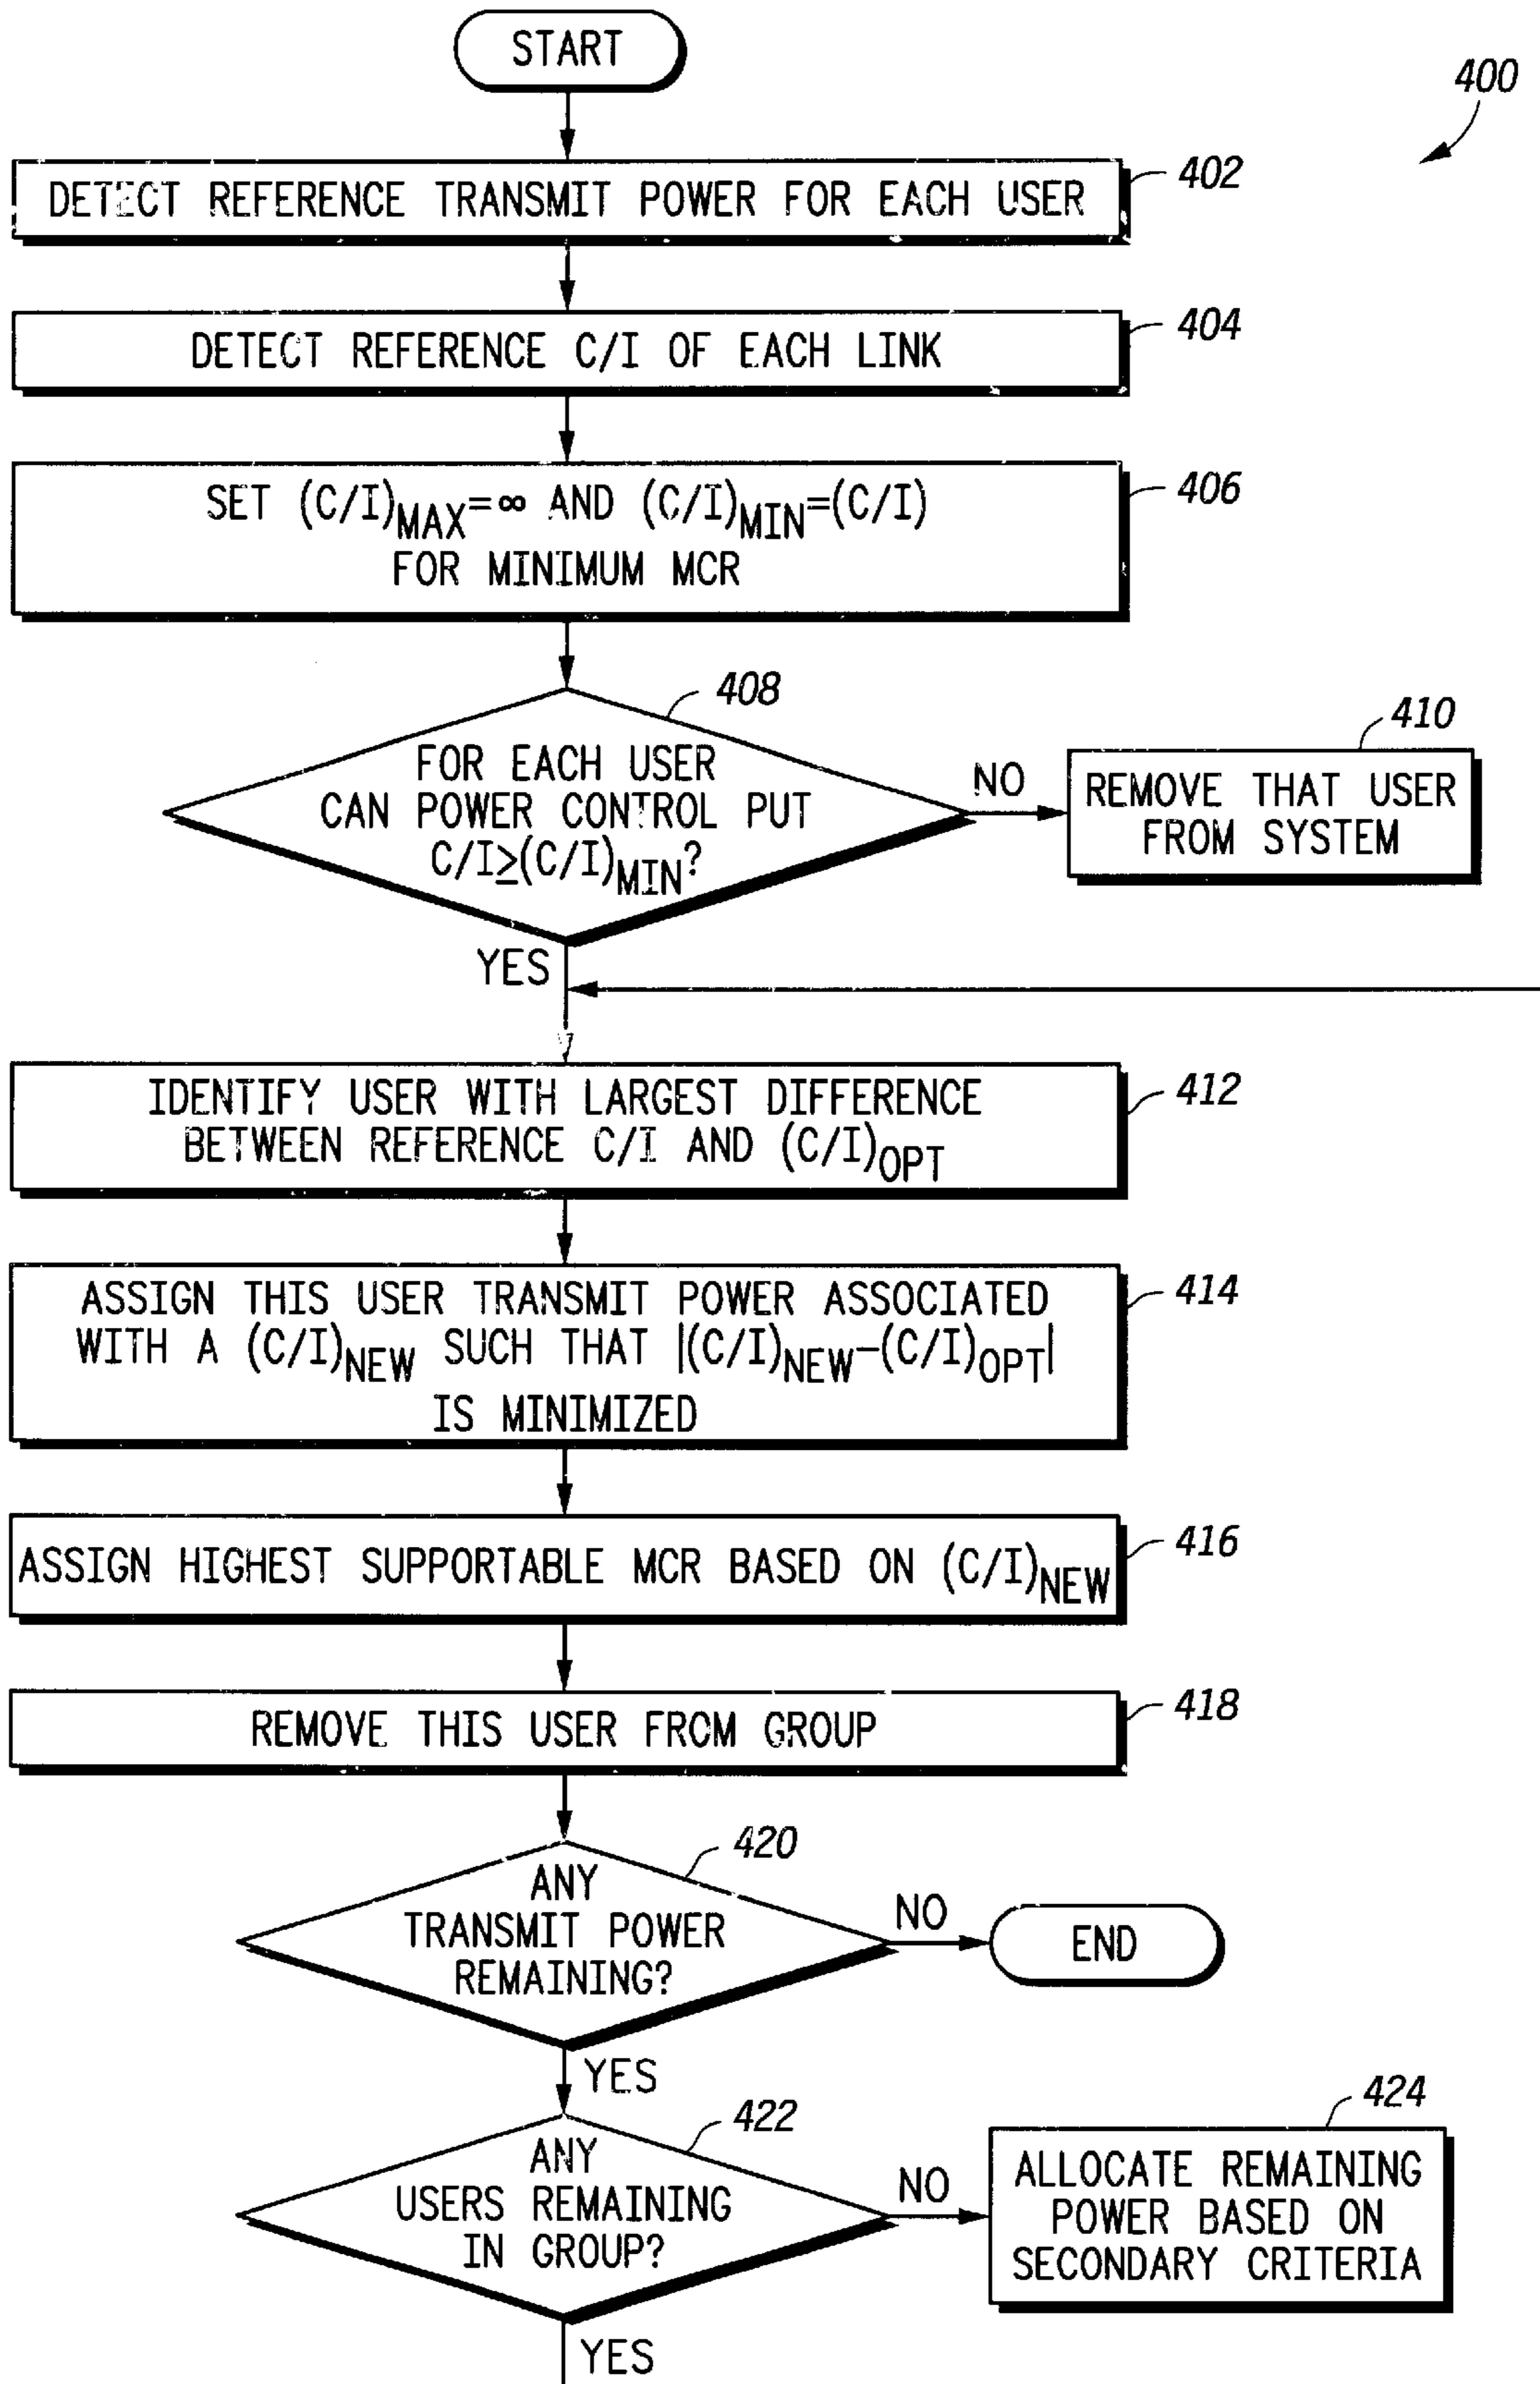 START
400
DETECT REFERENCE TRANSMIT POWER FOR EACH USER
402
DETECT REFERENCE C/I OF EACH LINK
404
SET (C/I)MAX=∞ AND (C/I)MIN=(C/I)
FOR MINIMUM MCR
406
408
FOR EACH USER
CAN POWER CONTROL PUT
C/I≥(C/I)MIN?
NO
410
REMOVE THAT USER
FROM SYSTEM
YES
IDENTIFY USER WITH LARGEST DIFFERENCE
BETWEEN REFERENCE C/I AND (C/I)OPT
412
ASSIGN THIS USER TRANSMIT POWER ASSOCIATED
WITH A (C/I)NEW SUCH THAT |(C/I)NEW-(C/I)OPT|
IS MINIMIZED
414
ASSIGN HIGHEST SUPPORTABLE MCR BASED ON (C/I)NEW
416
REMOVE THIS USER FROM GROUP
418
420
ANY
TRANSMIT POWER
REMAINING?
NO
END
YES
422
ANY
USERS REMAINING
IN GROUP?
NO
424
ALLOCATE REMAINING
POWER BASED ON
SECONDARY CRITERIA
YES